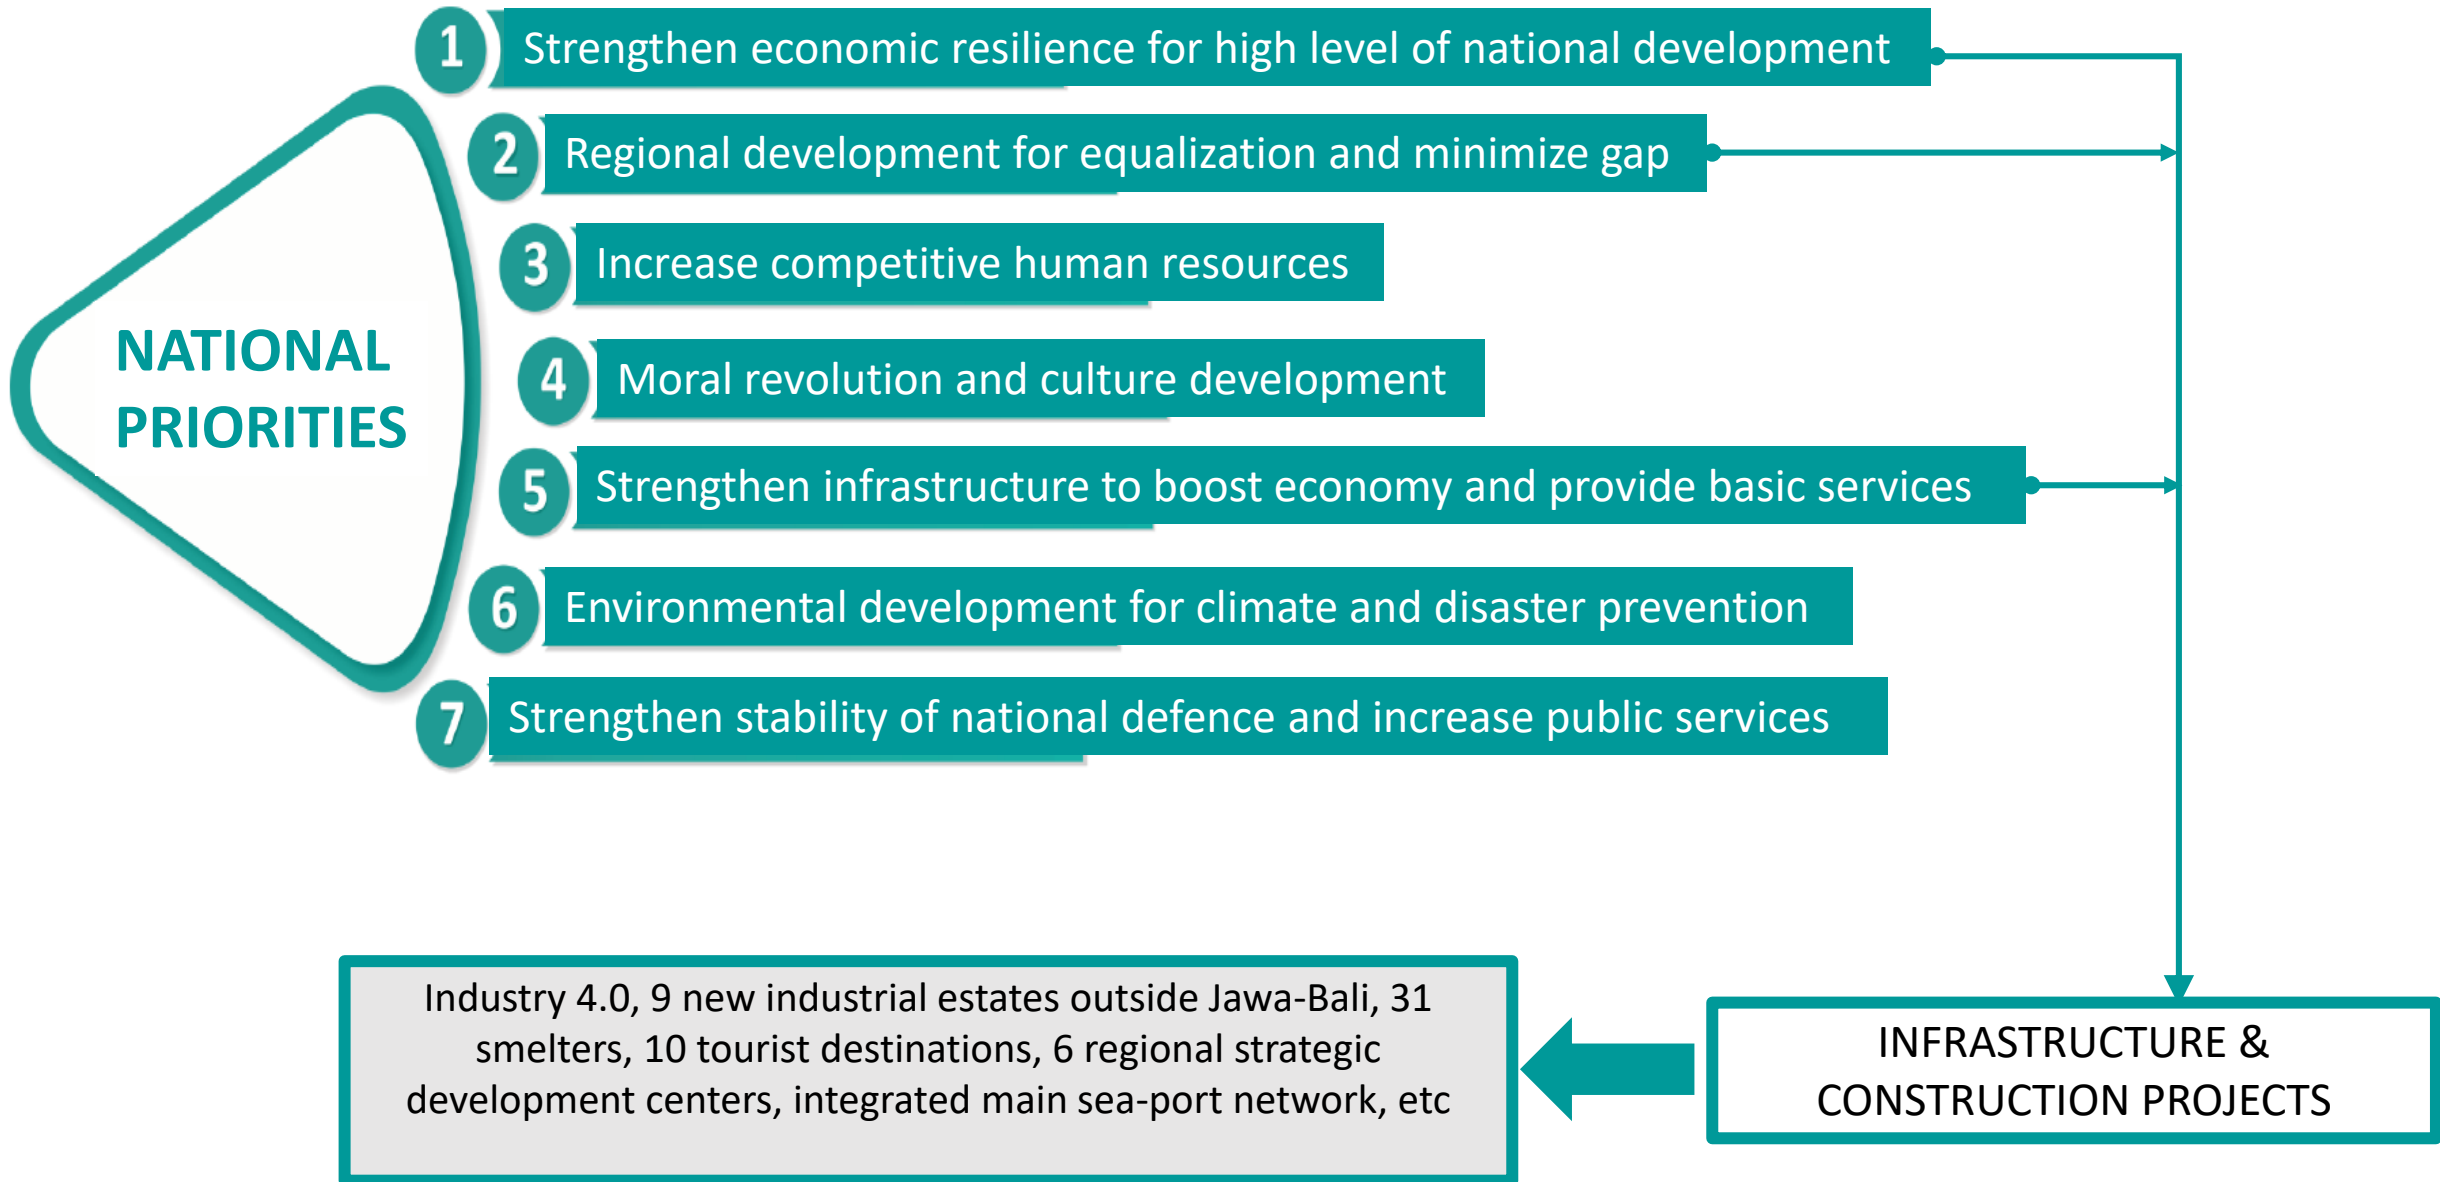 NATIONAL
PRIORITIES
1 Strengthen economic resilience for high level of national development
2 Regional development for equalization and minimize gap
3 Increase competitive human resources
4 Moral revolution and culture development
5 Strengthen infrastructure to boost economy and provide basic services
6 Environmental development for climate and disaster prevention
7 Strengthen stability of national defence and increase public services
INFRASTRUCTURE &
CONSTRUCTION PROJECTS
Industry 4.0, 9 new industrial estates outside Jawa-Bali, 31
smelters, 10 tourist destinations, 6 regional strategic
development centers, integrated main sea-port network, etc